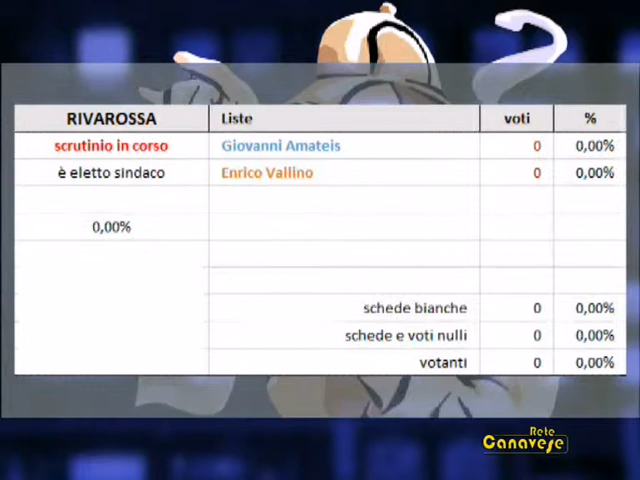 RIVAROSSA Liste voti %
scrutinio in corso Giovanni Amateis 0 0,00%
è eletto sindaco Enrico Vallino 0 0,00%
0,00%
schede bianche 0 0,00%
schede e voti nulli 0 0,00%
votanti 0 0,00%
Rete
Canavese